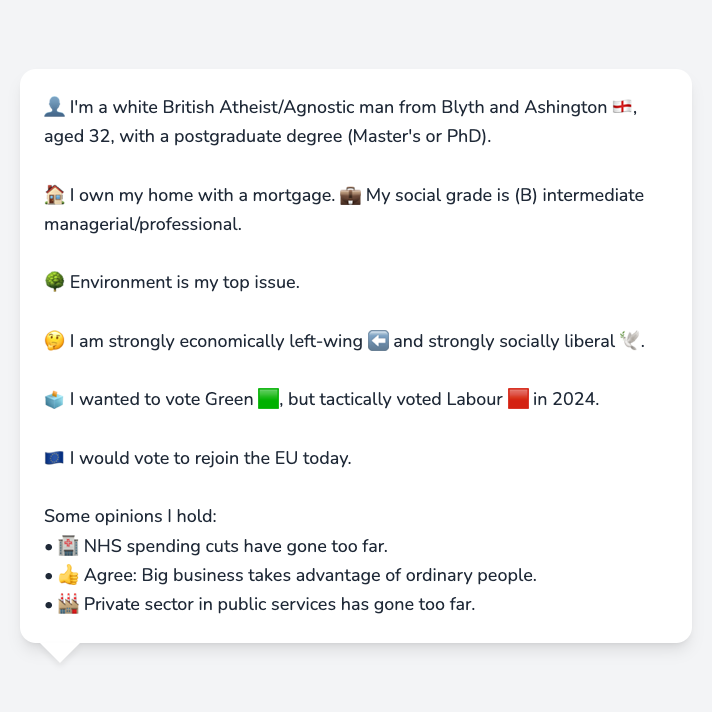 👤 I'm a white British Atheist/Agnostic man from Blyth and Ashington 🏴󠁧󠁢󠁥󠁮󠁧󠁿,
aged 32, with a postgraduate degree (Master's or PhD).
🏠 I own my home with a mortgage. 💼 My social grade is (B) intermediate
managerial/professional.
🌳 Environment is my top issue.
🤔 I am strongly economically left-wing ⬅️ and strongly socially liberal 🕊️.
🗳️ I wanted to vote Green 🟩, but tactically voted Labour 🟥 in 2024.
🇪🇺 I would vote to rejoin the EU today.
Some opinions I hold:
• 🏥 NHS spending cuts have gone too far.
• 👍 Agree: Big business takes advantage of ordinary people.
• 🏭 Private sector in public services has gone too far.